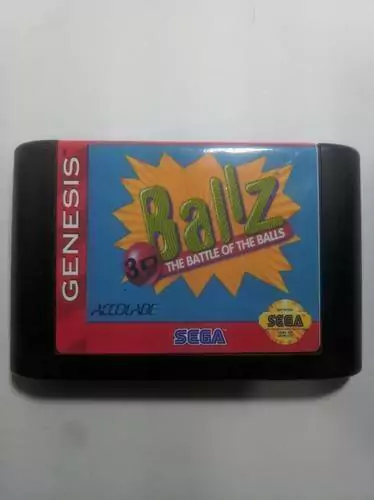 GENESIS
Ballz
3D
THE BATTLE OF THE BALLS
ACCOLADE
SEGA
SEGA